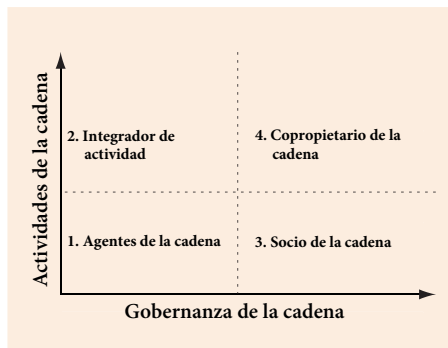 Actividades de la cadena
2. Integrador de
actividad
4. Copropietario de la
cadena
1. Agentes de la cadena
3. Socio de la cadena
Gobernanza de la cadena